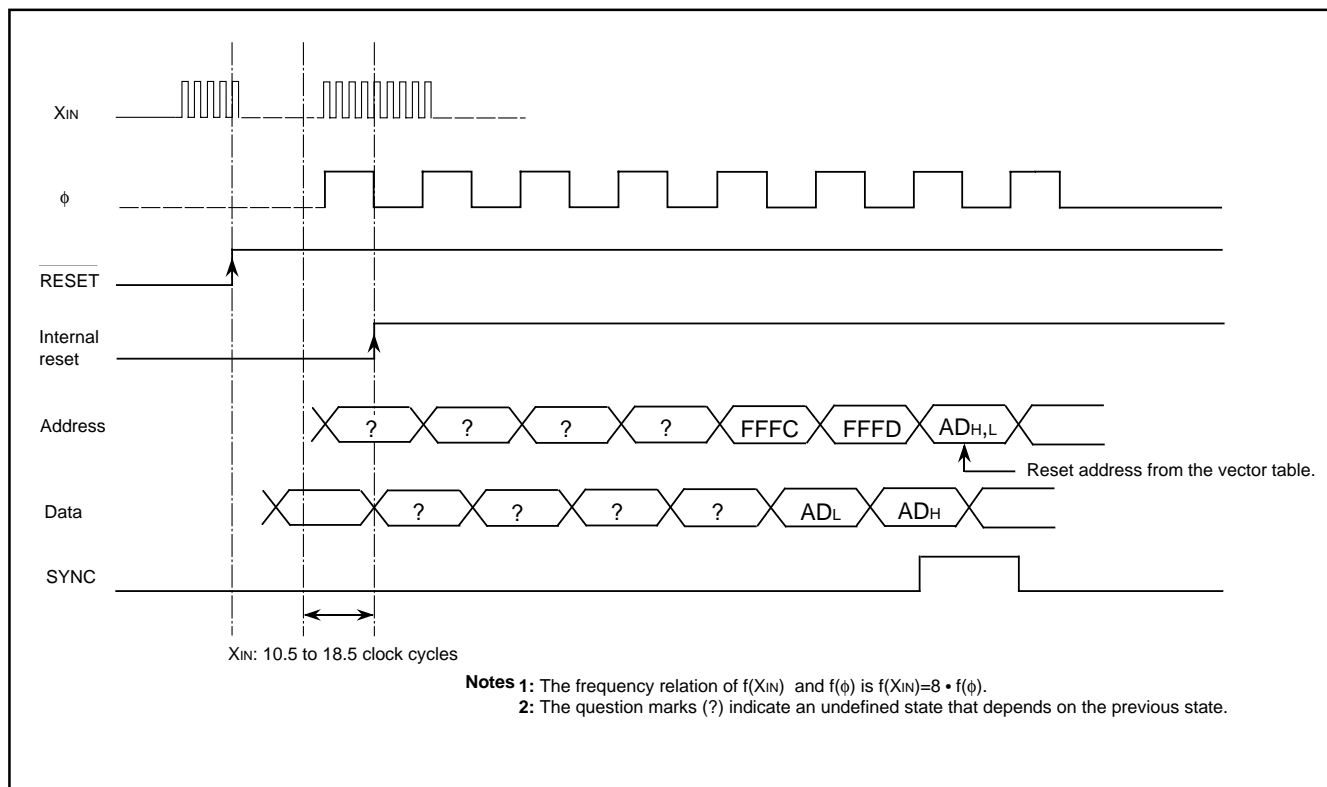 XIN
ϕ
RESET
Internal
reset
Address
? ? ? ? FFFC FFFD ADH,L
Reset address from the vector table.
Data
? ? ? ? ADL ADH
SYNC
XIN: 10.5 to 18.5 clock cycles
Notes 1: The frequency relation of f(XIN) and f(ϕ) is f(XIN)=8 • f(ϕ).
2: The question marks (?) indicate an undefined state that depends on the previous state.